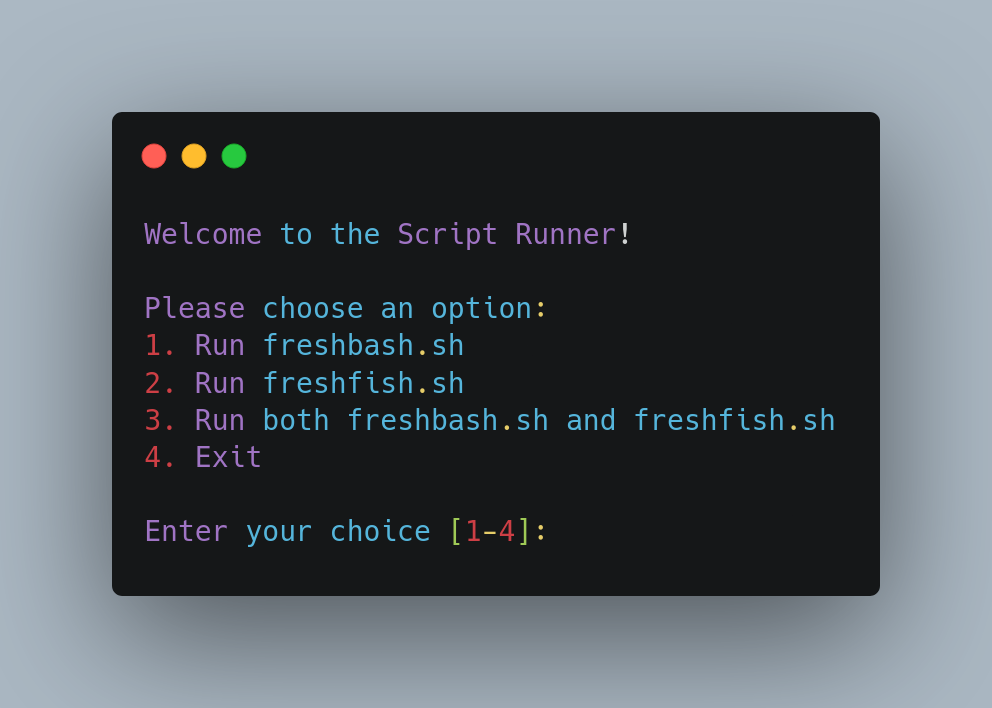 Welcome to the Script Runner!
Please choose an option:
1. Run freshbash.sh
2. Run freshfish.sh
3. Run both freshbash.sh and freshfish.sh
4. Exit
Enter your choice [1-4]: